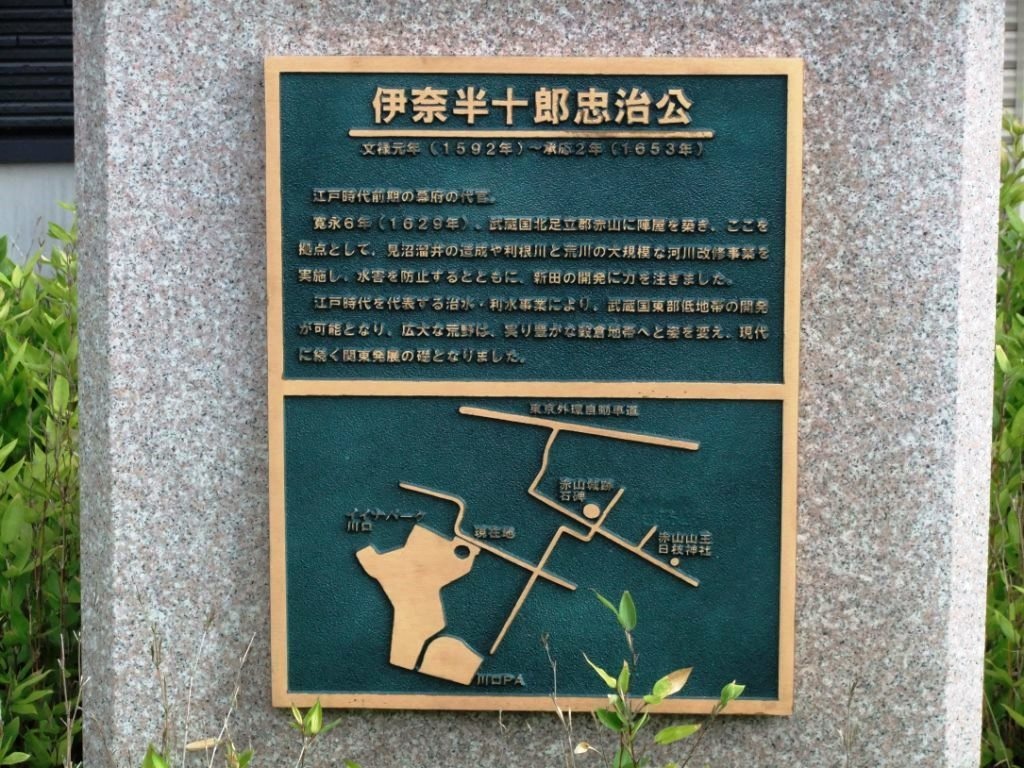 伊奈半十郎忠治公
文禄元年（1592年）～承応2年（1653年）
江戸時代前期の幕府の代官。
寛永6年（1629年）、武蔵国北足立郡赤山に陣屋を築き、ここを
拠点として、見沼溜井の造成や利根川と荒川の大規模な河川改修事業を
実施し、水害を防止するとともに、新田の開発に力を注ぎました。
江戸時代を代表する治水・利水事業により、武蔵国東部低地帯の開発
が可能となり、広大な荒野は、実り豊かな穀倉地帯へと姿を変え、現代
に続く関東発展の礎となりました。
東京外環自動車道
赤山城跡
石碑
イイナパーク
川口
現在地
赤山山王
日枝神社
川口PA